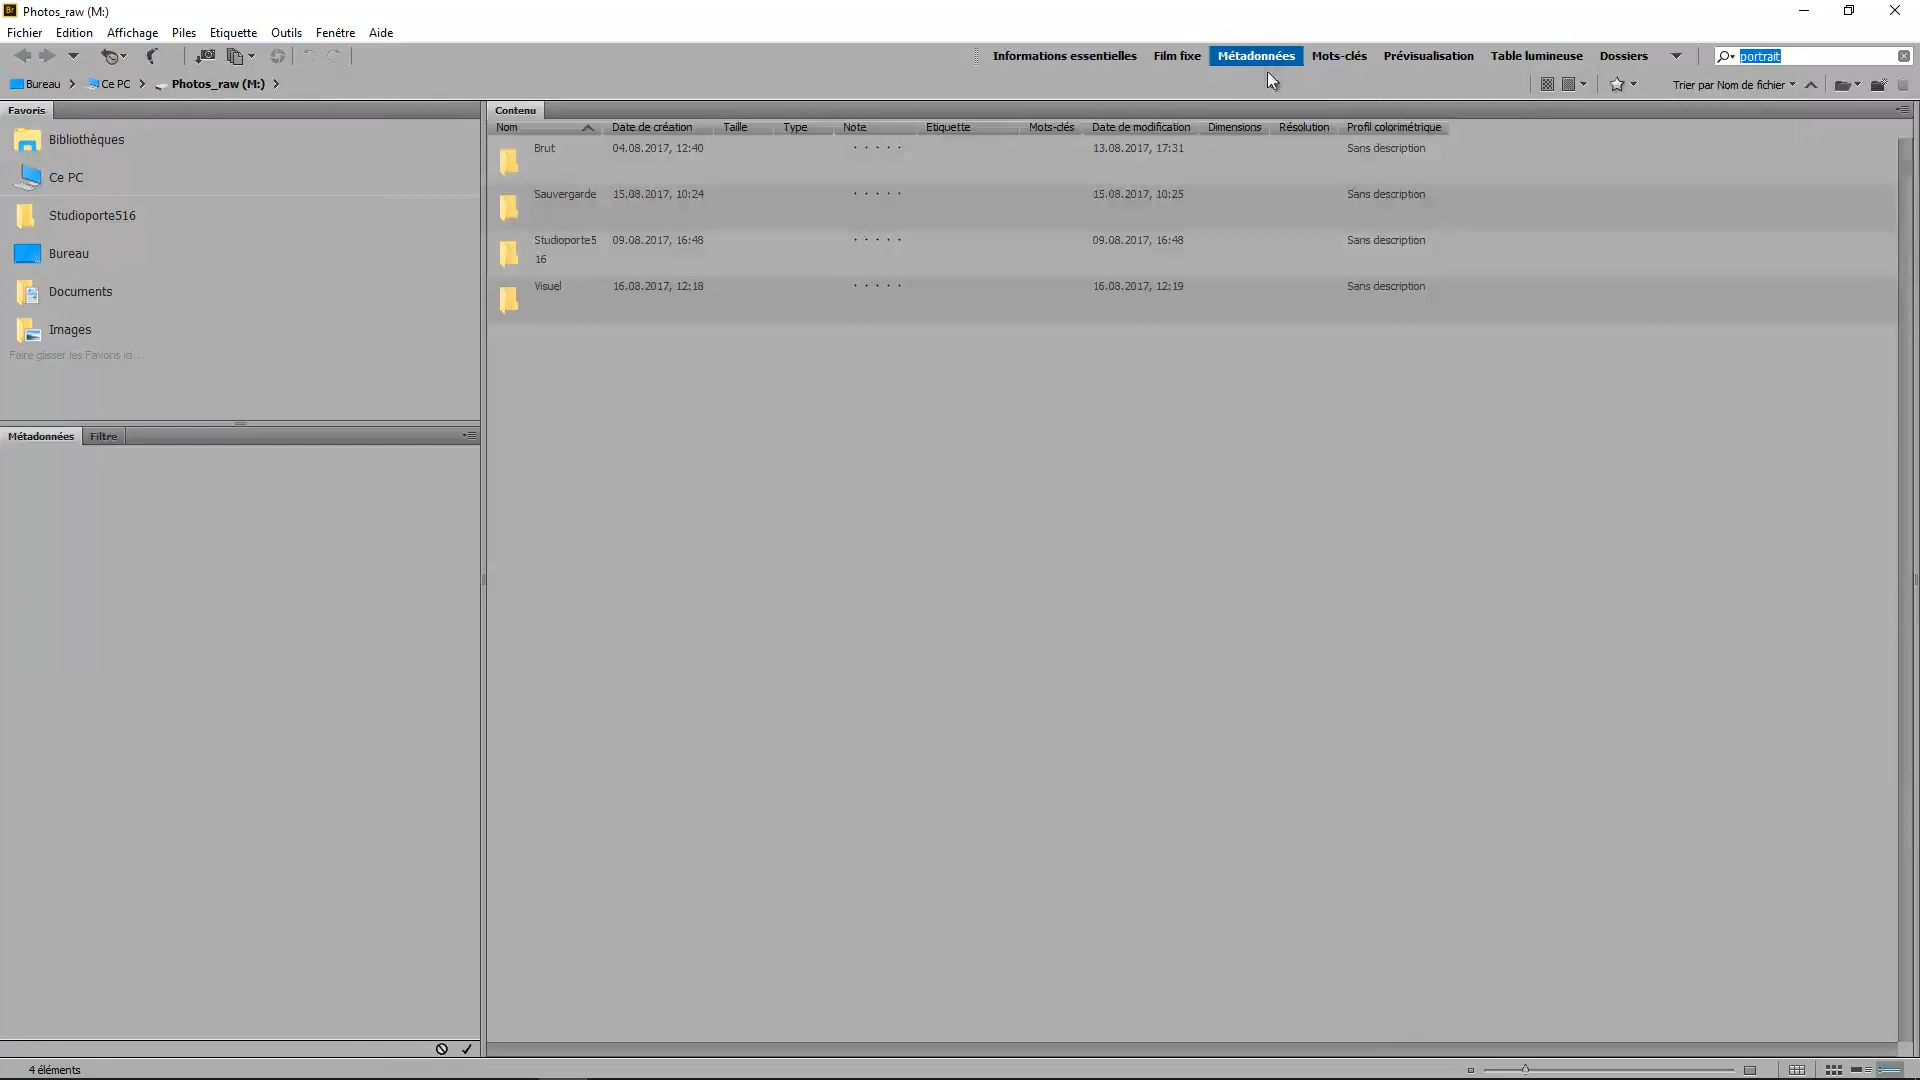 Br Photos_raw (M:)
Fichier Edition Affichage Piles Etiquette Outils Fenêtre Aide
Informations essentielles Film fixe Métadonnées Mots-clés Prévisualisation Table lumineuse Dossiers portrait
Bureau Ce PC Photos_raw (M:) Trier par Nom de fichier
Favoris
Bibliothèques
Ce PC
Studioporte516
Bureau
Documents
Images
Faire glisser les Favoris ici...
Métadonnées Filtre
Contenu
Nom Date de création Taille Type Note Etiquette Mots-clés Date de modification Dimensions Résolution Profil colorimétrique
Brut 04.08.2017, 12:40 . . . . . 13.08.2017, 17:31 Sans description
Sauvergarde 15.08.2017, 10:24 . . . . . 15.08.2017, 10:25 Sans description
Studioporte5 09.08.2017, 16:48 . . . . . 09.08.2017, 16:48 Sans description
16
Visuel 16.08.2017, 12:18 . . . . . 16.08.2017, 12:19 Sans description
4 éléments